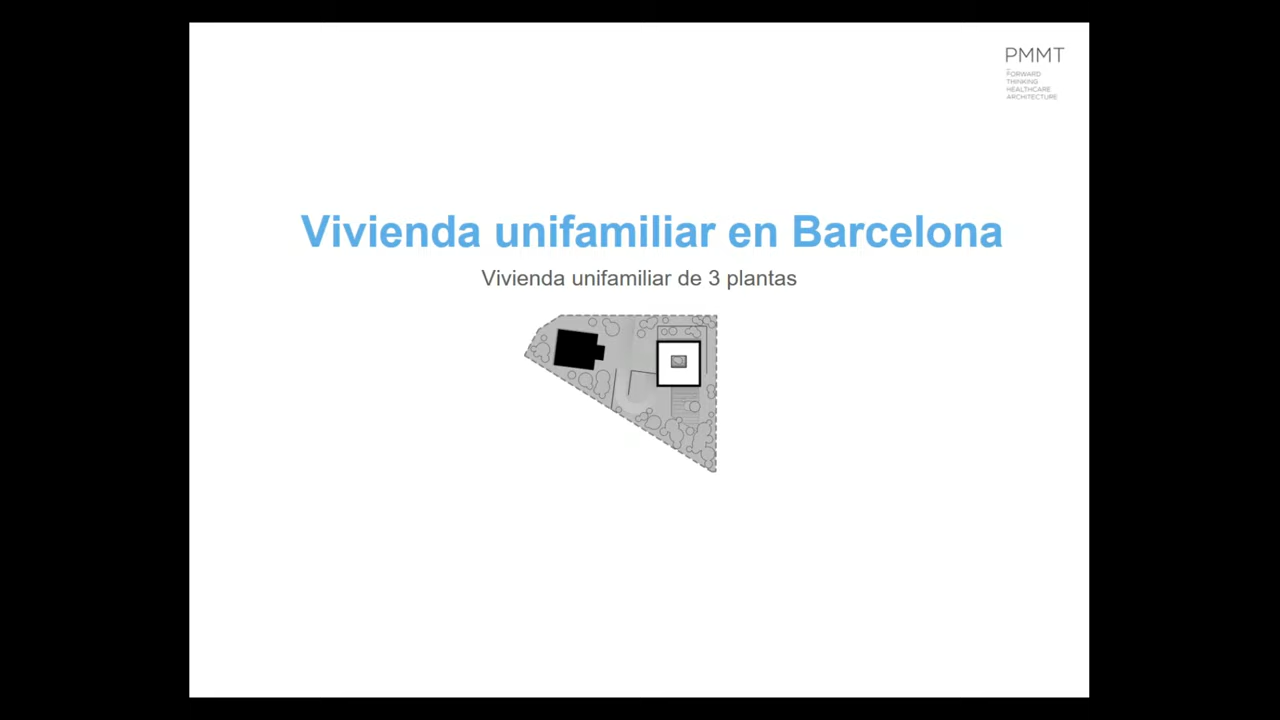 PMMT
FORWARD
THINKING
HEALTHCARE
ARCHITECTURE
Vivienda unifamiliar en Barcelona
Vivienda unifamiliar de 3 plantas